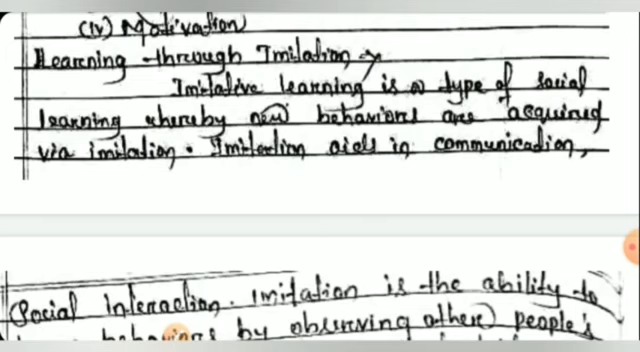 (iv) Motivation
Learning through Imitation →
Imitative learning is a type of social
learning whereby new behaviors are acquired
via imitation. Imitation aids in communication,
Social interaction. Imitation is the ability to
behaviors by observing other people's